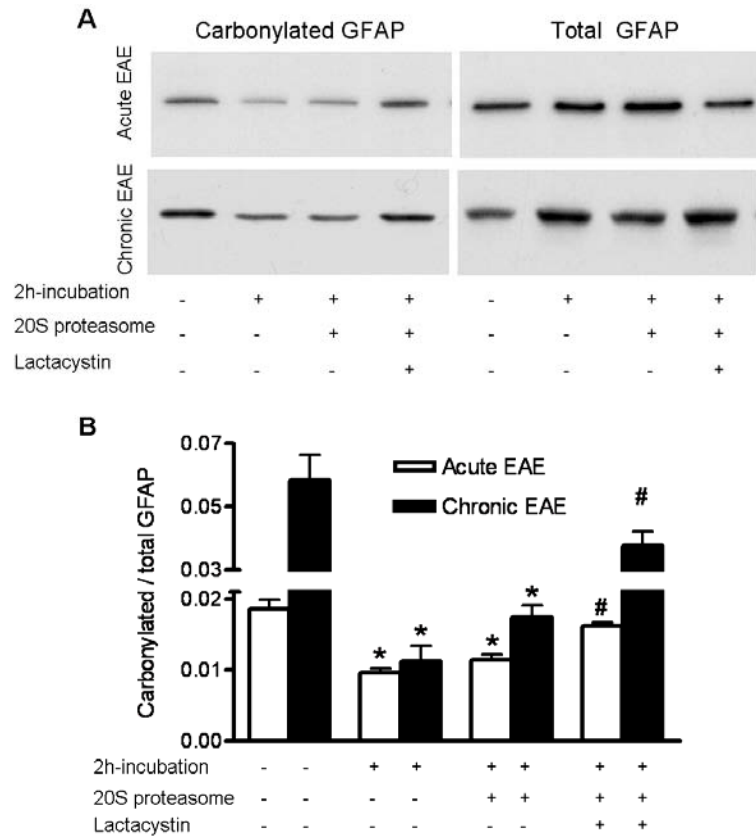 A
Carbonylated GFAP Total GFAP
Acute EAE
Chronic EAE
2h-incubation - + + + - + + +
20S proteasome - - + + - - + +
Lactacystin - - - + - - - +
B
Carbonylated / total GFAP
0.07
0.05
0.03
0.02
0.01
0.00
Acute EAE
Chronic EAE
* * * * # #
2h-incubation - - + + + + + +
20S proteasome - - - - + + + +
Lactacystin - - - - - - + +